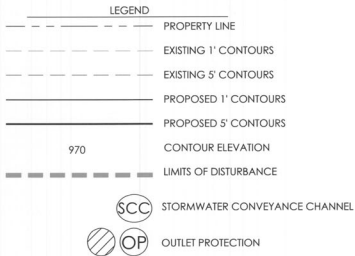 LEGEND
PROPERTY LINE
EXISTING 1' CONTOURS
EXISTING 5' CONTOURS
PROPOSED 1' CONTOURS
PROPOSED 5' CONTOURS
970 CONTOUR ELEVATION
LIMITS OF DISTURBANCE
SCC STORMWATER CONVEYANCE CHANNEL
OP OUTLET PROTECTION